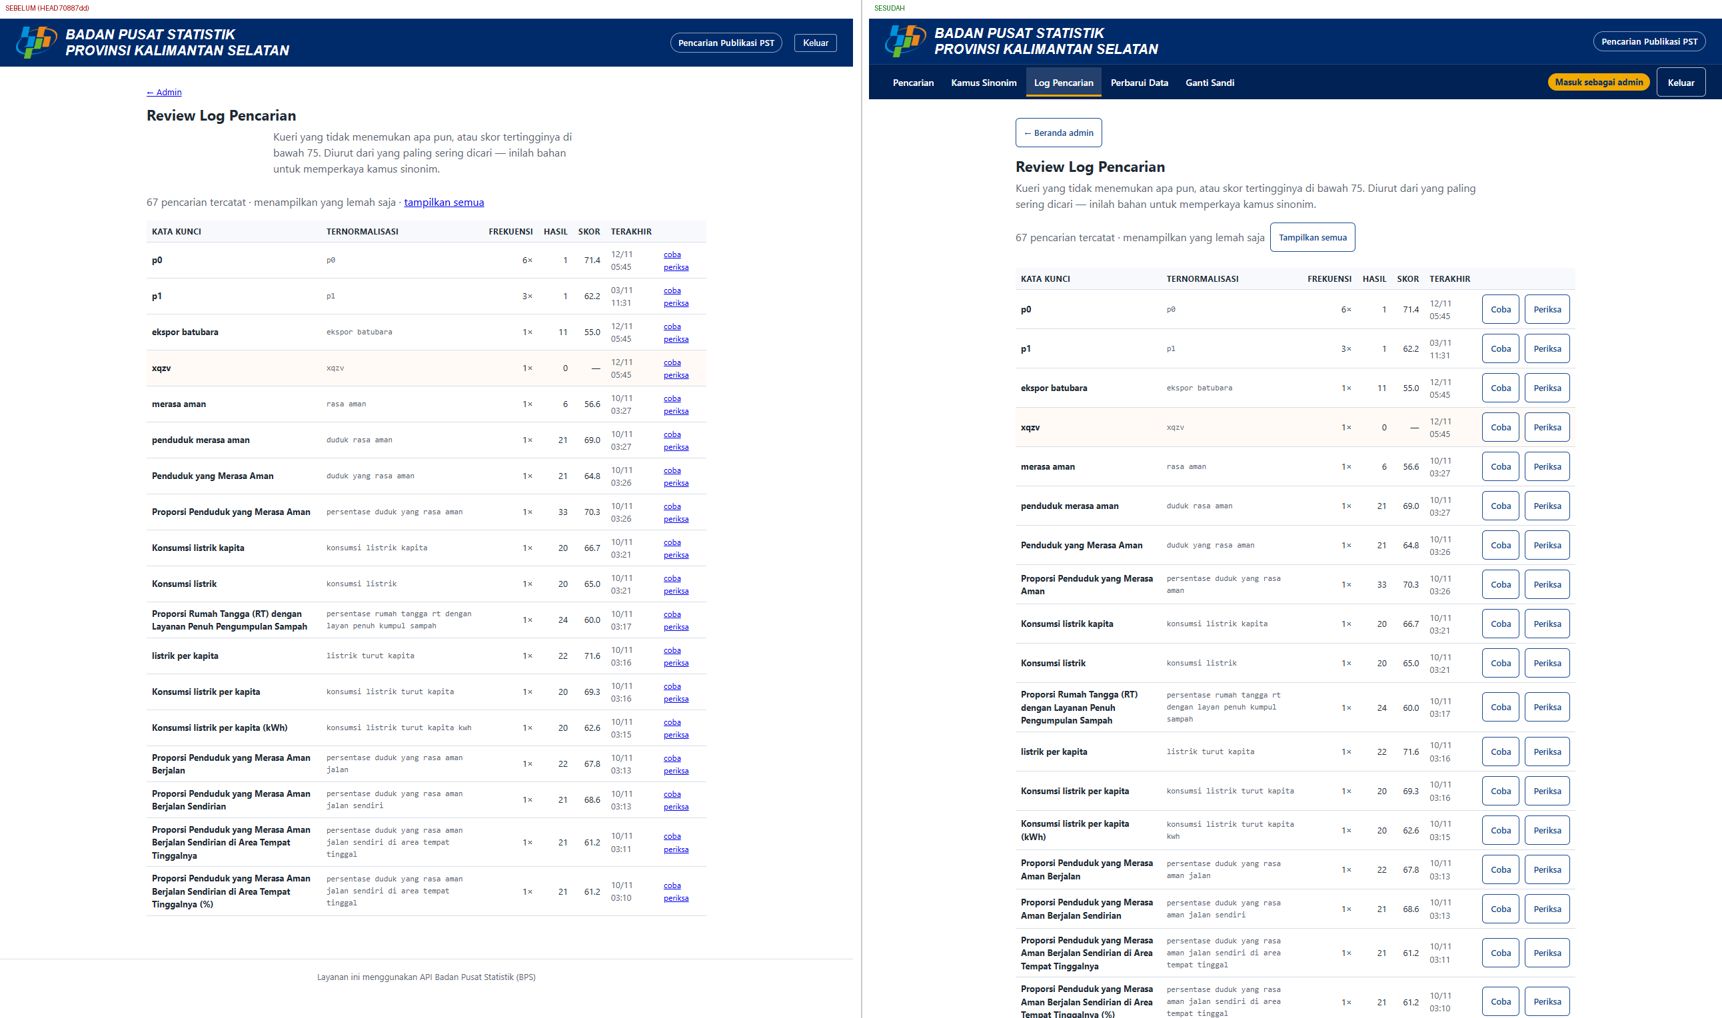 SEBELUM (HEAD 70887dd)
BADAN PUSAT STATISTIK
PROVINSI KALIMANTAN SELATAN
Pencarian Publikasi PST
Keluar
← Admin
Review Log Pencarian
Kueri yang tidak menemukan apa pun, atau skor tertingginya di
bawah 75. Diurut dari yang paling sering dicari — inilah bahan
untuk memperkaya kamus sinonim.
67 pencarian tercatat · menampilkan yang lemah saja · tampilkan semua
KATA KUNCI TERNORMALISASI FREKUENSI HASIL SKOR TERAKHIR
p0 p0 6× 1 71.4 12/11 05:45 coba periksa
p1 p1 3× 1 62.2 03/11 11:31 coba periksa
ekspor batubara ekspor batubara 1× 11 55.0 12/11 05:45 coba periksa
xqzv xqzv 1× 0 — 12/11 05:45 coba periksa
merasa aman rasa aman 1× 6 56.6 10/11 03:27 coba periksa
penduduk merasa aman duduk rasa aman 1× 21 69.0 10/11 03:27 coba periksa
Penduduk yang Merasa Aman duduk yang rasa aman 1× 21 64.8 10/11 03:26 coba periksa
Proporsi Penduduk yang Merasa Aman persentase duduk yang rasa aman 1× 33 70.3 10/11 03:26 coba periksa
Konsumsi listrik kapita konsumsi listrik kapita 1× 20 66.7 10/11 03:21 coba periksa
Konsumsi listrik konsumsi listrik 1× 20 65.0 10/11 03:21 coba periksa
Proporsi Rumah Tangga (RT) dengan Layanan Penuh Pengumpulan Sampah persentase rumah tangga rt dengan layan penuh kumpul sampah 1× 24 60.0 10/11 03:17 coba periksa
listrik per kapita listrik turut kapita 1× 22 71.6 10/11 03:16 coba periksa
Konsumsi listrik per kapita konsumsi listrik turut kapita 1× 20 69.3 10/11 03:16 coba periksa
Konsumsi listrik per kapita (kWh) konsumsi listrik turut kapita kwh 1× 20 62.6 10/11 03:15 coba periksa
Proporsi Penduduk yang Merasa Aman Berjalan persentase duduk yang rasa aman jalan 1× 22 67.8 10/11 03:13 coba periksa
Proporsi Penduduk yang Merasa Aman Berjalan Sendirian persentase duduk yang rasa aman jalan sendiri 1× 21 68.6 10/11 03:13 coba periksa
Proporsi Penduduk yang Merasa Aman Berjalan Sendirian di Area Tempat Tinggalnya persentase duduk yang rasa aman jalan sendiri di area tempat tinggal 1× 21 61.2 10/11 03:11 coba periksa
Proporsi Penduduk yang Merasa Aman Berjalan Sendirian di Area Tempat Tinggalnya (%) persentase duduk yang rasa aman jalan sendiri di area tempat tinggal 1× 21 61.2 10/11 03:10 coba periksa
Layanan ini menggunakan API Badan Pusat Statistik (BPS)
SESUDAH
BADAN PUSAT STATISTIK
PROVINSI KALIMANTAN SELATAN
Pencarian Publikasi PST
Pencarian Kamus Sinonim Log Pencarian Perbarui Data Ganti Sandi Masuk sebagai admin Keluar
← Beranda admin
Review Log Pencarian
Kueri yang tidak menemukan apa pun, atau skor tertingginya di bawah 75. Diurut dari yang paling
sering dicari — inilah bahan untuk memperkaya kamus sinonim.
67 pencarian tercatat · menampilkan yang lemah saja Tampilkan semua
KATA KUNCI TERNORMALISASI FREKUENSI HASIL SKOR TERAKHIR
p0 p0 6× 1 71.4 12/11 05:45 Coba Periksa
p1 p1 3× 1 62.2 03/11 11:31 Coba Periksa
ekspor batubara ekspor batubara 1× 11 55.0 12/11 05:45 Coba Periksa
xqzv xqzv 1× 0 — 12/11 05:45 Coba Periksa
merasa aman rasa aman 1× 6 56.6 10/11 03:27 Coba Periksa
penduduk merasa aman duduk rasa aman 1× 21 69.0 10/11 03:27 Coba Periksa
Penduduk yang Merasa Aman duduk yang rasa aman 1× 21 64.8 10/11 03:26 Coba Periksa
Proporsi Penduduk yang Merasa Aman persentase duduk yang rasa aman 1× 33 70.3 10/11 03:26 Coba Periksa
Konsumsi listrik kapita konsumsi listrik kapita 1× 20 66.7 10/11 03:21 Coba Periksa
Konsumsi listrik konsumsi listrik 1× 20 65.0 10/11 03:21 Coba Periksa
Proporsi Rumah Tangga (RT) dengan Layanan Penuh Pengumpulan Sampah persentase rumah tangga rt dengan layan penuh kumpul sampah 1× 24 60.0 10/11 03:17 Coba Periksa
listrik per kapita listrik turut kapita 1× 22 71.6 10/11 03:16 Coba Periksa
Konsumsi listrik per kapita konsumsi listrik turut kapita 1× 20 69.3 10/11 03:16 Coba Periksa
Konsumsi listrik per kapita (kWh) konsumsi listrik turut kapita kwh 1× 20 62.6 10/11 03:15 Coba Periksa
Proporsi Penduduk yang Merasa Aman Berjalan persentase duduk yang rasa aman jalan 1× 22 67.8 10/11 03:13 Coba Periksa
Proporsi Penduduk yang Merasa Aman Berjalan Sendirian persentase duduk yang rasa aman jalan sendiri 1× 21 68.6 10/11 03:13 Coba Periksa
Proporsi Penduduk yang Merasa Aman Berjalan Sendirian di Area Tempat Tinggalnya persentase duduk yang rasa aman jalan sendiri di area tempat tinggal 1× 21 61.2 10/11 03:11 Coba Periksa
Proporsi Penduduk yang Merasa Aman Berjalan Sendirian di Area Tempat Tinggalnya (%) persentase duduk yang rasa aman jalan sendiri di area tempat tinggal 1× 21 61.2 10/11 03:10 Coba Periksa